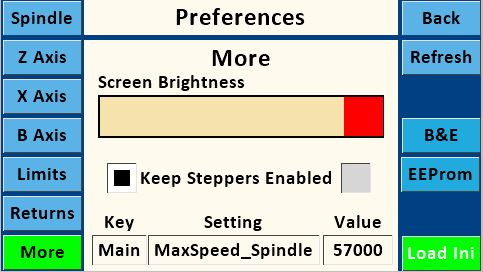 Spindle
Preferences
Back
Z Axis
More
Refresh
Screen Brightness
X Axis
B Axis
B&E
Limits
Keep Steppers Enabled
EEProm
Returns
Key
Setting
Value
More
Main
MaxSpeed_Spindle
57000
Load Ini